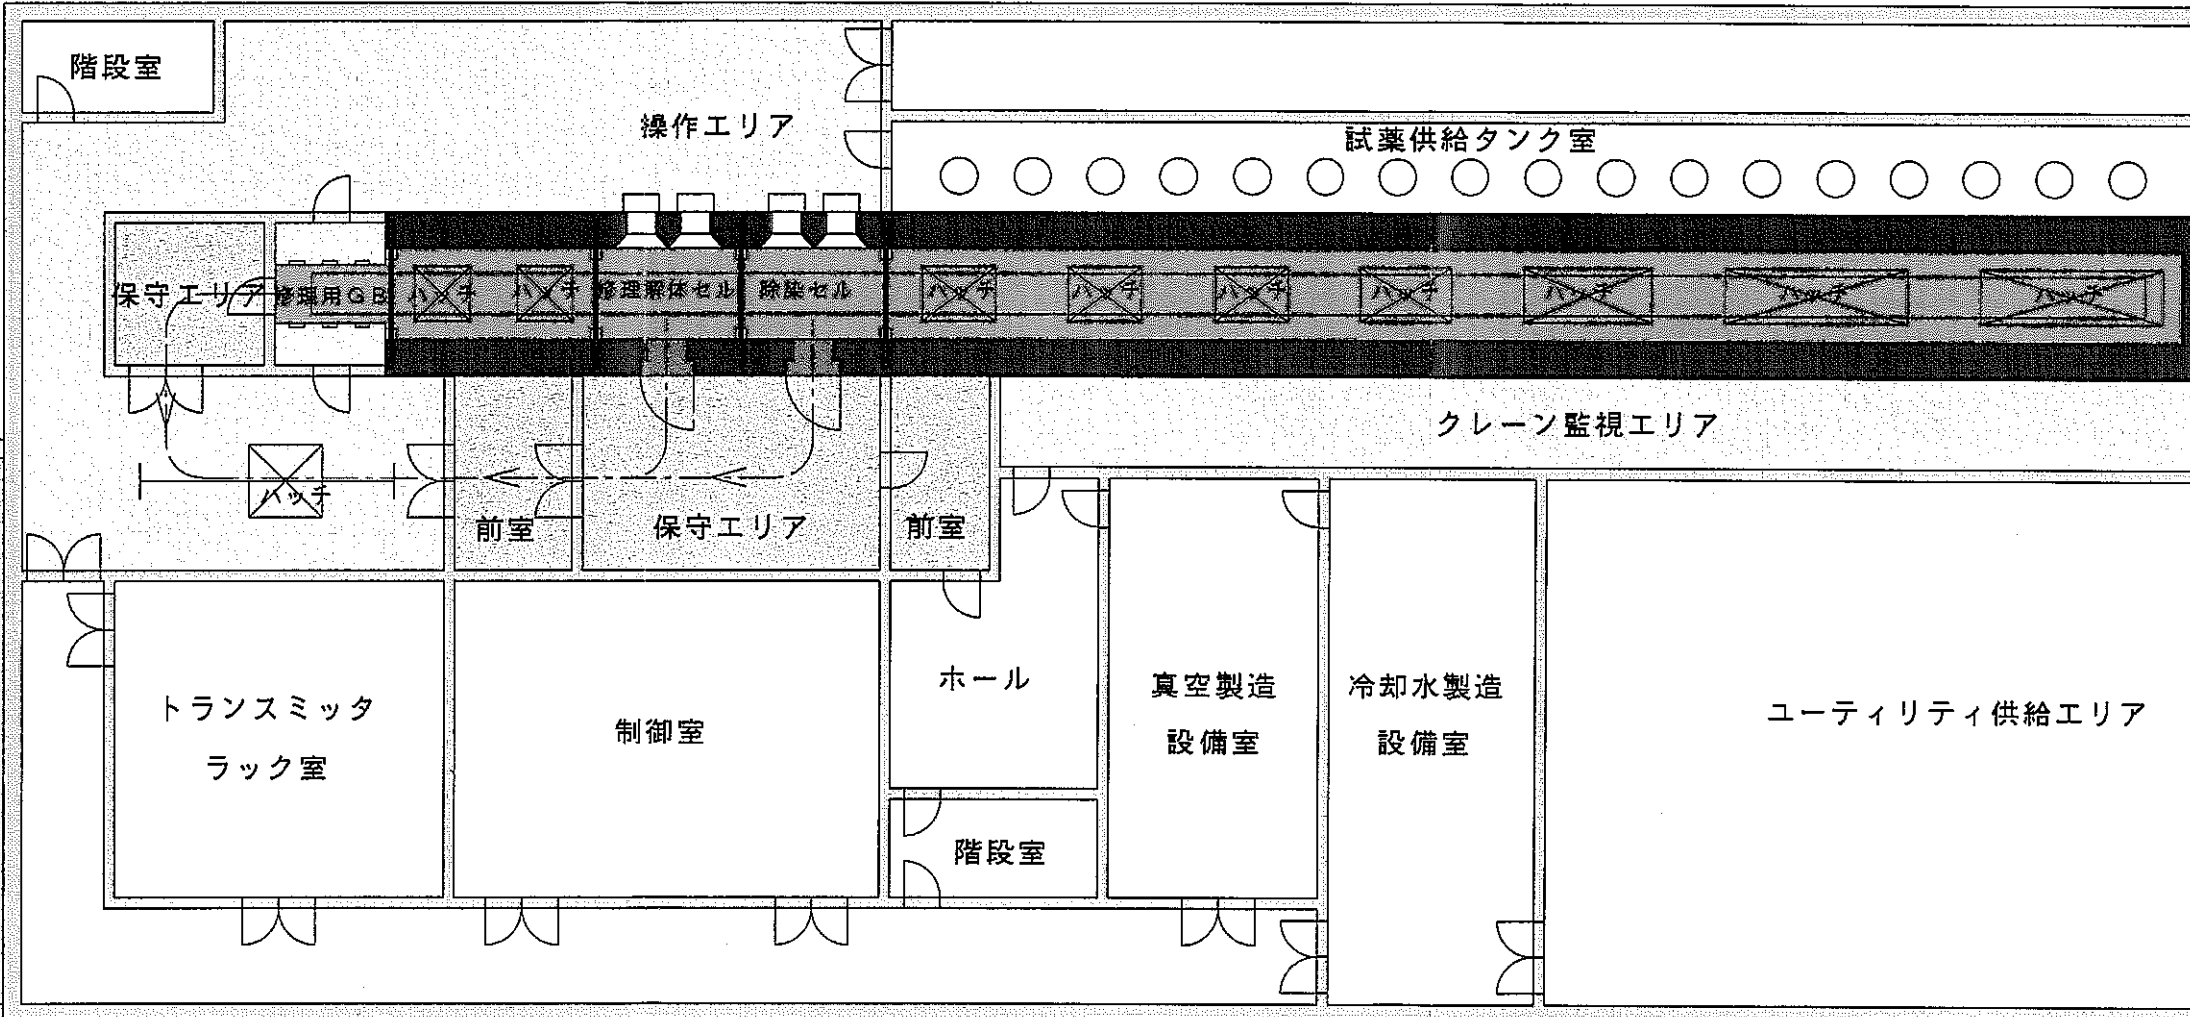 階段室
操作エリア
試薬供給タンク室
保守エリア
修理用GB
ハッチ
ハッチ
修理解体セル
除染セル
ハッチ
ハッチ
ハッチ
ハッチ
ハッチ
ハッチ
ハッチ
クレーン監視エリア
ハッチ
前室
保守エリア
前室
トランスミッタ
ラック室
制御室
ホール
真空製造
設備室
冷却水製造
設備室
ユーティリティ供給エリア
階段室